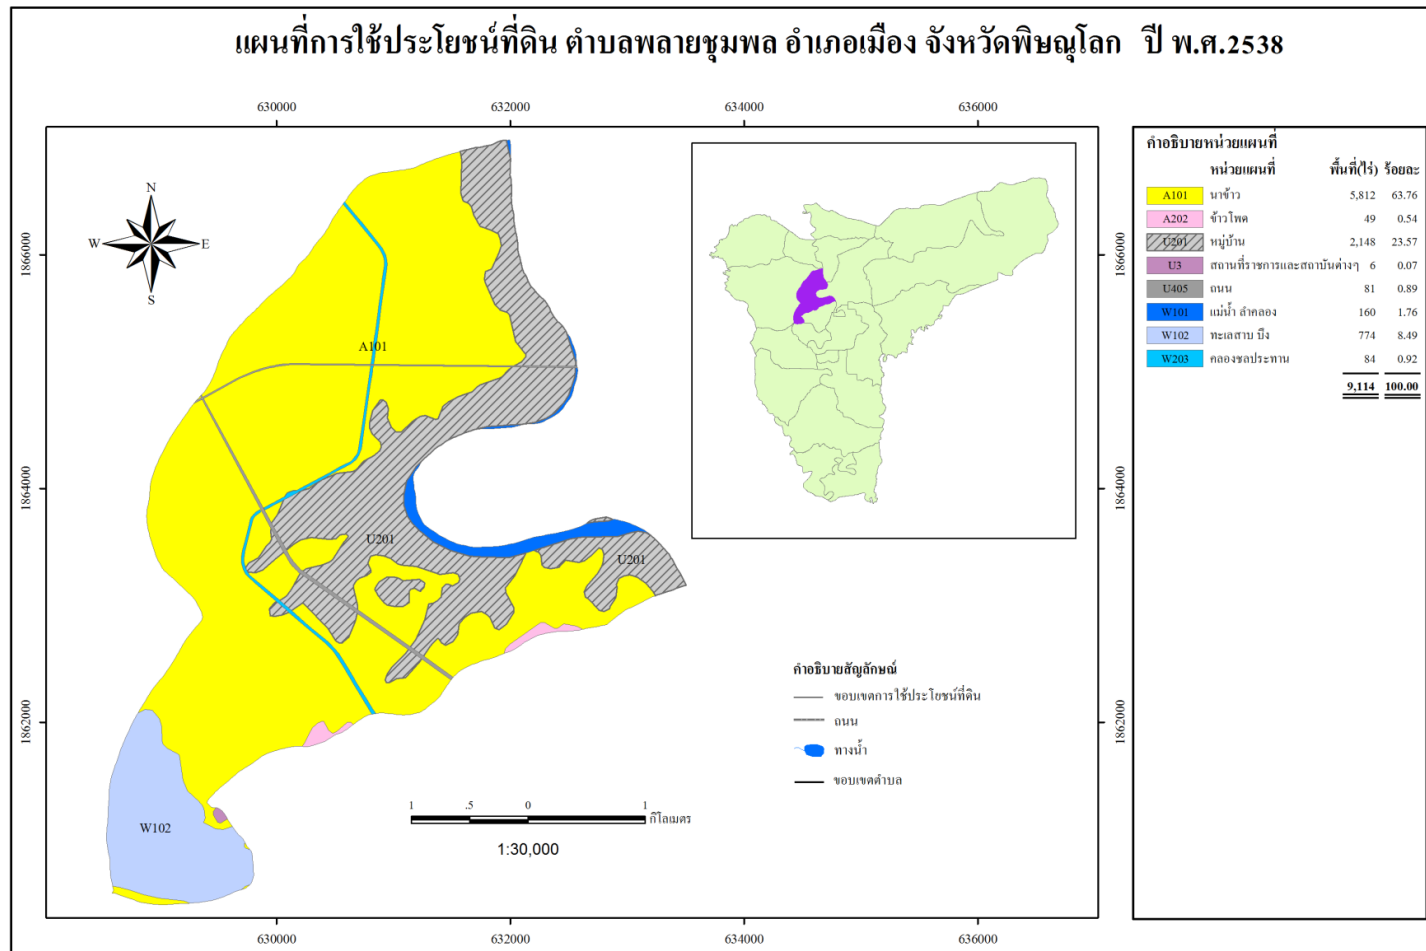 แผนที่การใช้ประโยชน์ที่ดิน ตำบลพลายชุมพล อำเภอเมือง จังหวัดพิษณุโลก ปี พ.ศ.2538
630000 632000 634000 636000
N
W E
S
1866000
1864000
1862000
A101
U201
U201
W102
1866000
1864000
1862000
คำอธิบายสัญลักษณ์
ขอบเขตการใช้ประโยชน์ที่ดิน
ถนน
ทางน้ำ
ขอบเขตตำบล
1 .5 0 1
กิโลเมตร
1:30,000
630000 632000 634000 636000
คำอธิบายหน่วยแผนที่
หน่วยแผนที่ พื้นที่(ไร่) ร้อยละ
A101 นาข้าว 5,812 63.76
A202 ข้าวโพด 49 0.54
U201 หมู่บ้าน 2,148 23.57
U3 สถานที่ราชการและสถาบันต่างๆ 6 0.07
U405 ถนน 81 0.89
W101 แม่น้ำ ลำคลอง 160 1.76
W102 ทะเลสาบ บึง 774 8.49
W203 คลองชลประทาน 84 0.92
9,114 100.00